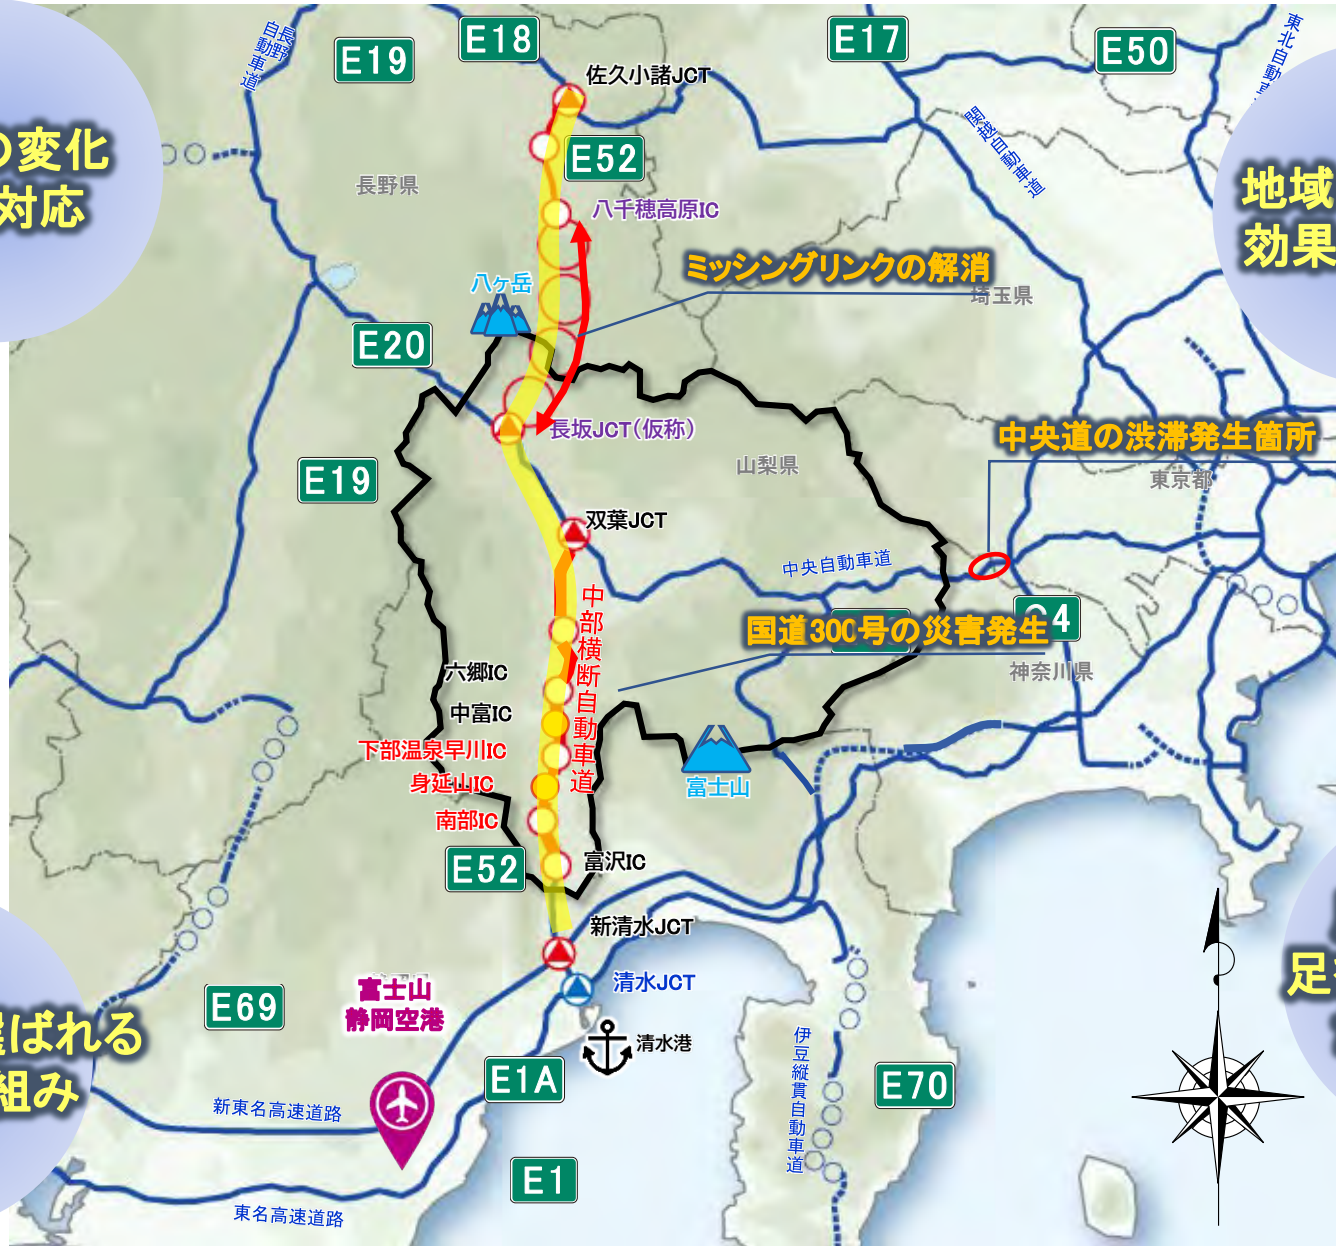 長野
自動車道
E19
E18
E17
E50
東北自動
佐久小諸JCT
の変化
対応
E52
関越自動車道
長野県
八千穂高原IC
地域
効果
ミッシングリンクの解消
八ヶ岳
埼玉県
E20
長坂JCT(仮称)
中央道の渋滞発生箇所
山梨県
E19
東京都
双葉JCT
中央自動車道
中部横断自動車道
国道300号の災害発生
4
六郷IC
神奈川県
中富IC
下部温泉早川IC
身延山IC
富士山
南部IC
富沢IC
E52
新清水JCT
足
清水JCT
富士山
静岡空港
E69
ばれる
組み
清水港
伊豆縦貫自動車道
E1A
E70
新東名高速道路
E1
東名高速道路